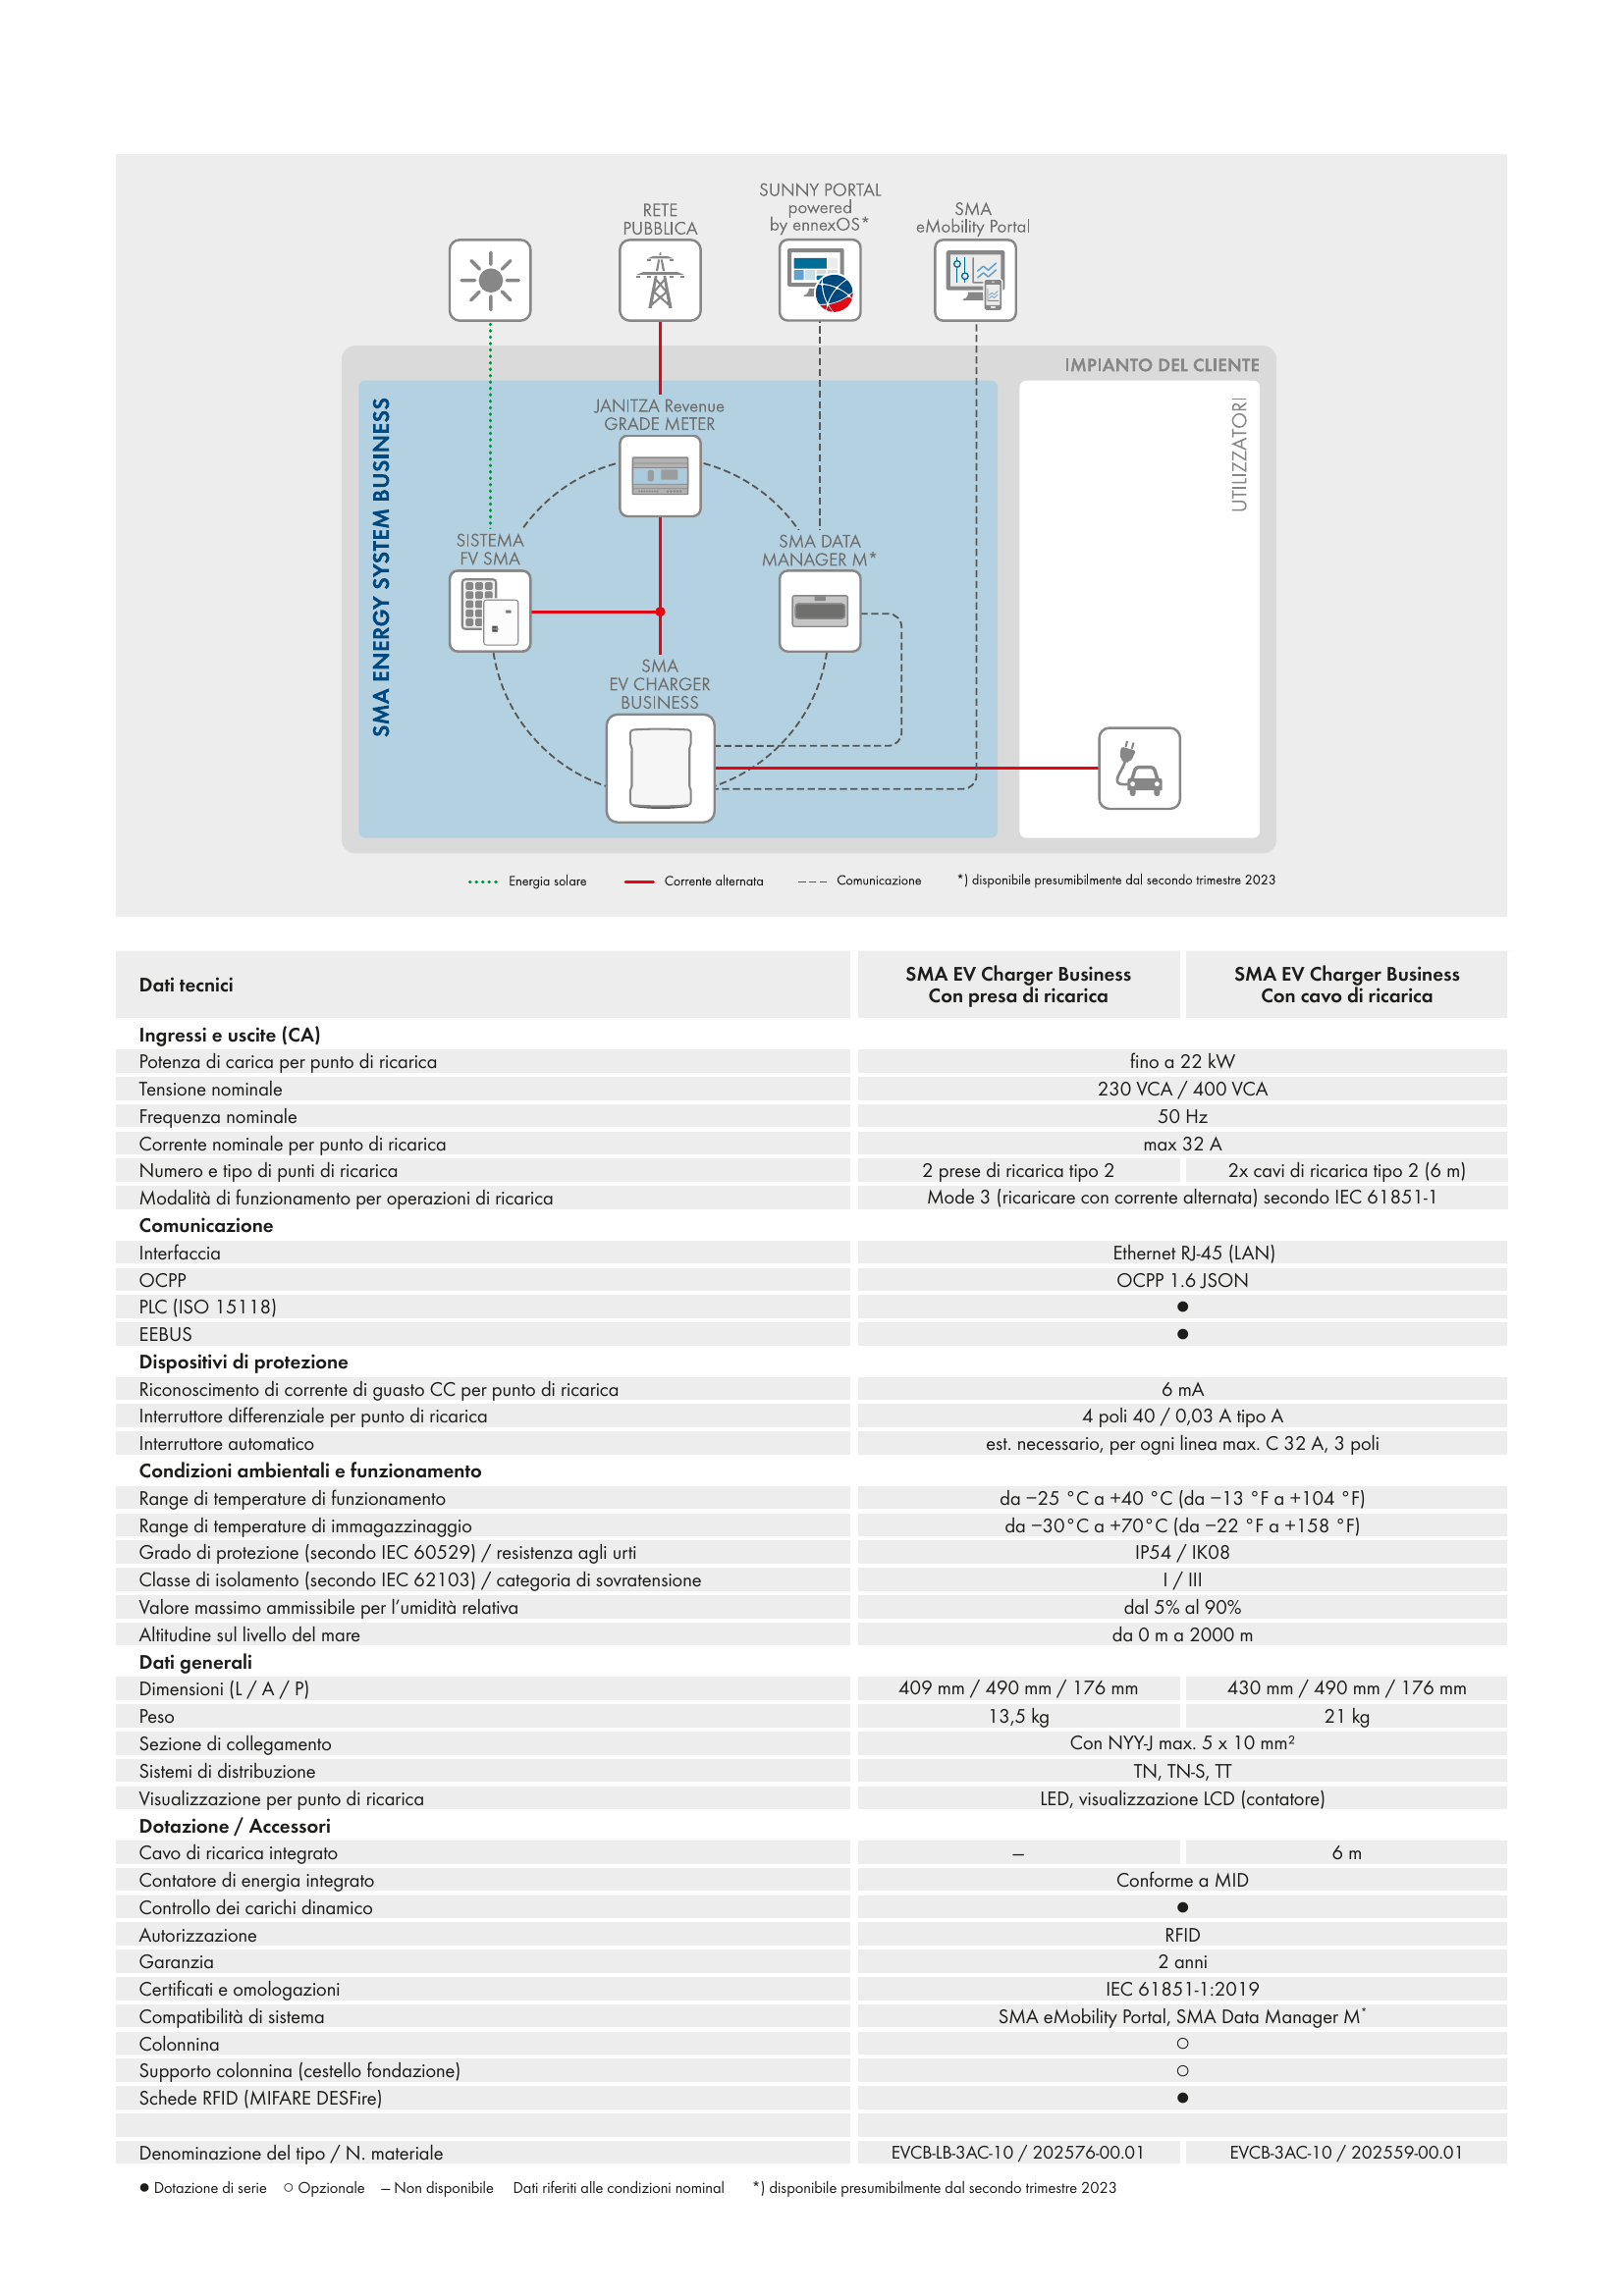 SUNNY PORTAL
powered
by ennexOS*
RETE
PUBBLICA
SMA
eMobility Portal
IMPIANTO DEL CLIENTE
SMA ENERGY SYSTEM BUSINESS
UTILIZZATORI
JANITZA Revenue
GRADE METER
SISTEMA
FV SMA
SMA DATA
MANAGER M*
SMA
EV CHARGER
BUSINESS
Energia solare
Corrente alternata
Comunicazione
*) disponibile presumibilmente dal secondo trimestre 2023
Dati tecnici
SMA EV Charger Business
Con presa di ricarica
SMA EV Charger Business
Con cavo di ricarica
Ingressi e uscite (CA)
Potenza di carica per punto di ricarica fino a 22 kW
Tensione nominale 230 VCA / 400 VCA
Frequenza nominale 50 Hz
Corrente nominale per punto di ricarica max 32 A
Numero e tipo di punti di ricarica 2 prese di ricarica tipo 2 2x cavi di ricarica tipo 2 (6 m)
Modalità di funzionamento per operazioni di ricarica Mode 3 (ricaricare con corrente alternata) secondo IEC 61851-1
Comunicazione
Interfaccia Ethernet RJ-45 (LAN)
OCPP OCPP 1.6 JSON
PLC (ISO 15118) ●
EEBUS ●
Dispositivi di protezione
Riconoscimento di corrente di guasto CC per punto di ricarica 6 mA
Interruttore differenziale per punto di ricarica 4 poli 40 / 0,03 A tipo A
Interruttore automatico est. necessario, per ogni linea max. C 32 A, 3 poli
Condizioni ambientali e funzionamento
Range di temperature di funzionamento da −25 °C a +40 °C (da −13 °F a +104 °F)
Range di temperature di immagazzinaggio da −30°C a +70°C (da −22 °F a +158 °F)
Grado di protezione (secondo IEC 60529) / resistenza agli urti IP54 / IK08
Classe di isolamento (secondo IEC 62103) / categoria di sovratensione I / III
Valore massimo ammissibile per l’umidità relativa dal 5% al 90%
Altitudine sul livello del mare da 0 m a 2000 m
Dati generali
Dimensioni (L / A / P) 409 mm / 490 mm / 176 mm 430 mm / 490 mm / 176 mm
Peso 13,5 kg 21 kg
Sezione di collegamento Con NYY-J max. 5 x 10 mm²
Sistemi di distribuzione TN, TN-S, TT
Visualizzazione per punto di ricarica LED, visualizzazione LCD (contatore)
Dotazione / Accessori
Cavo di ricarica integrato – 6 m
Contatore di energia integrato Conforme a MID
Controllo dei carichi dinamico ●
Autorizzazione RFID
Garanzia 2 anni
Certificati e omologazioni IEC 61851-1:2019
Compatibilità di sistema SMA eMobility Portal, SMA Data Manager M*
Colonnina ○
Supporto colonnina (cestello fondazione) ○
Schede RFID (MIFARE DESFire) ●
Denominazione del tipo / N. materiale EVCB-LB-3AC-10 / 202576-00.01 EVCB-3AC-10 / 202559-00.01
● Dotazione di serie ○ Opzionale – Non disponibile Dati riferiti alle condizioni nominal *) disponibile presumibilmente dal secondo trimestre 2023